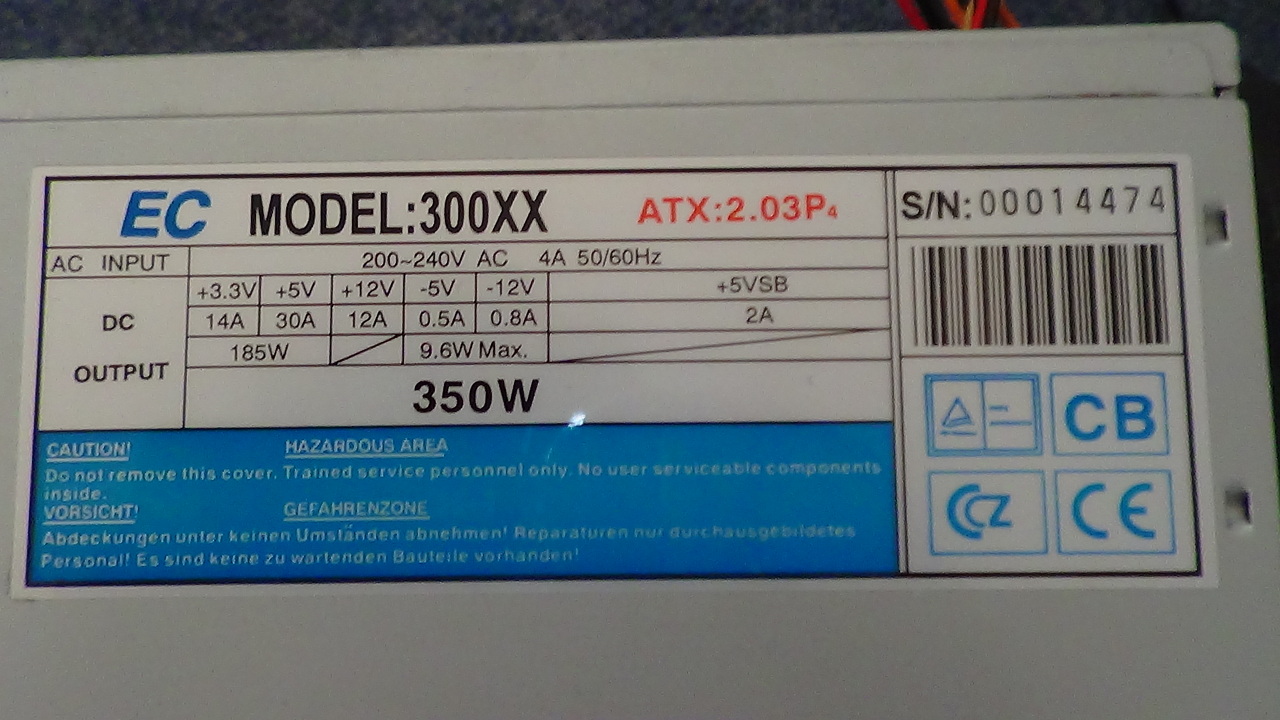 EC MODEL:300XX ATX:2.03P4
S/N: 00014474
AC INPUT 200~240V AC 4A 50/60Hz
DC OUTPUT
+3.3V +5V +12V -5V -12V +5VSB
14A 30A 12A 0.5A 0.8A 2A
185W 9.6W Max.
350W
CAUTION! HAZARDOUS AREA
Do not remove this cover. Trained service personnel only. No user serviceable components
inside.
VORSICHT! GEFAHRENZONE
Abdeckungen unter keinen Umständen abnehmen! Reparaturen nur durchausgebildetes
Personal! Es sind keine zu wartenden Bauteile vorhanden!
CB
CCZ
CE